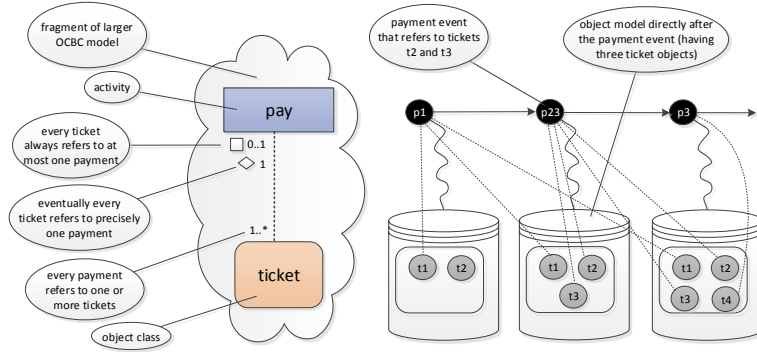 fragment of larger
OCBC model
activity
pay
every ticket
always refers to at
most one payment
0..1
1
eventually every
ticket refers to precisely
one payment
1..*
every payment
refers to one or
more tickets
ticket
object class
payment event
that refers to tickets
t2 and t3
object model directly after
the payment event (having
three ticket objects)
p1
p23
p3
t1 t2
t1 t2
t3
t1 t2
t3 t4